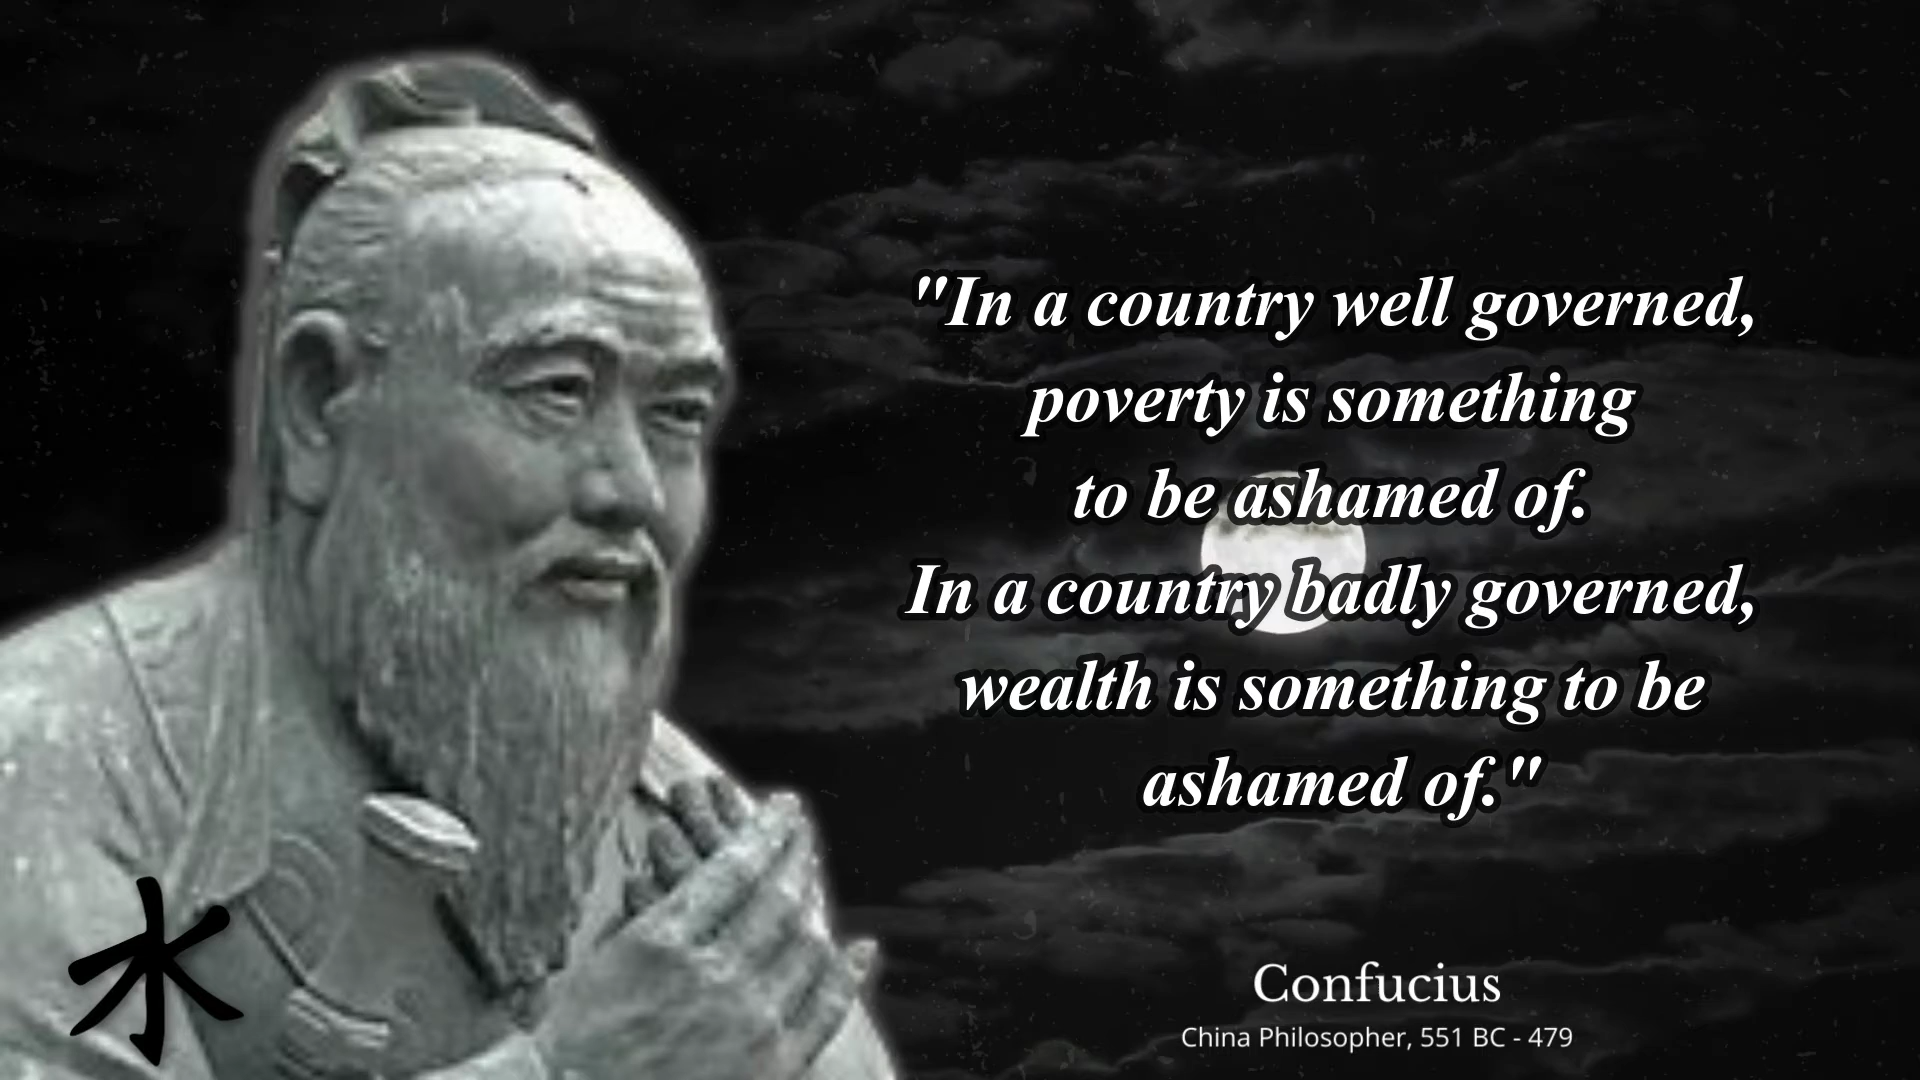 "In a country well governed,
poverty is something
to be ashamed of.
In a country badly governed,
wealth is something to be
ashamed of."
Confucius
China Philosopher, 551 BC - 479
水